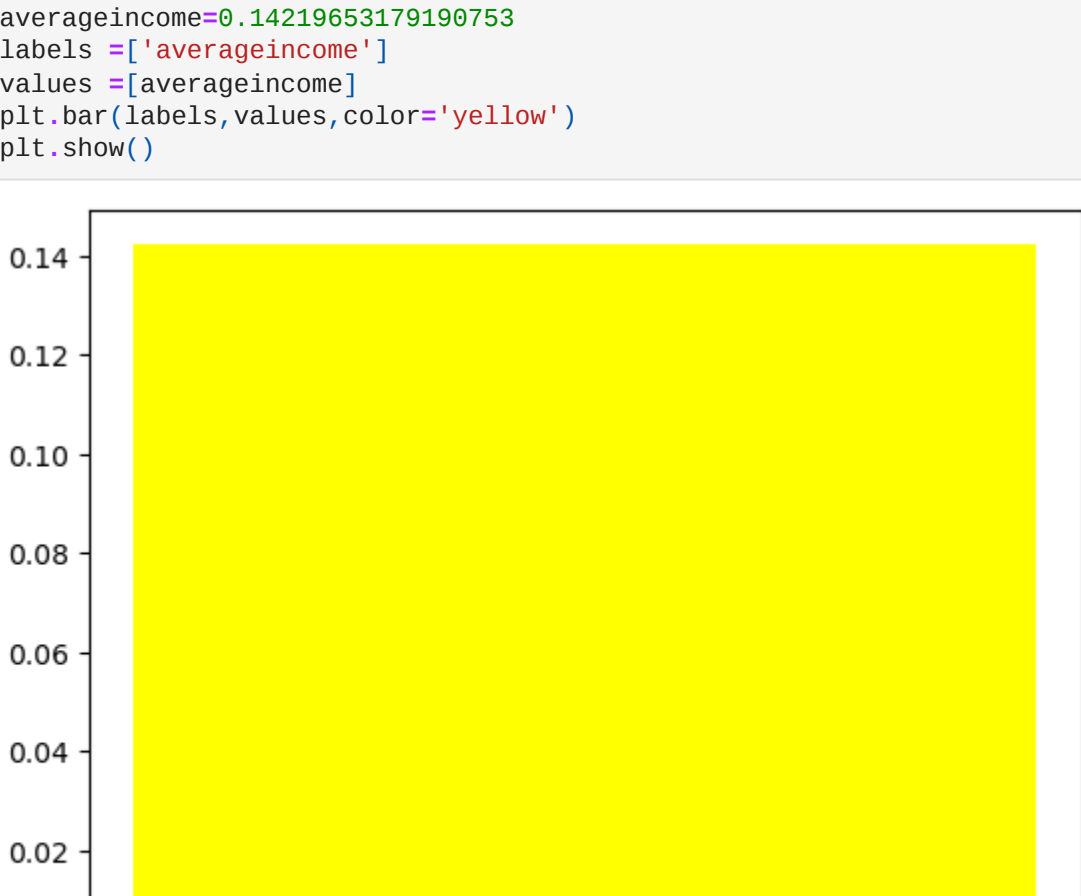 averageincome=0.14219653179190753
labels =['averageincome']
values =[averageincome]
plt.bar(labels,values,color='yellow')
plt.show()
0.14
0.12
0.10
0.08
0.06
0.04
0.02